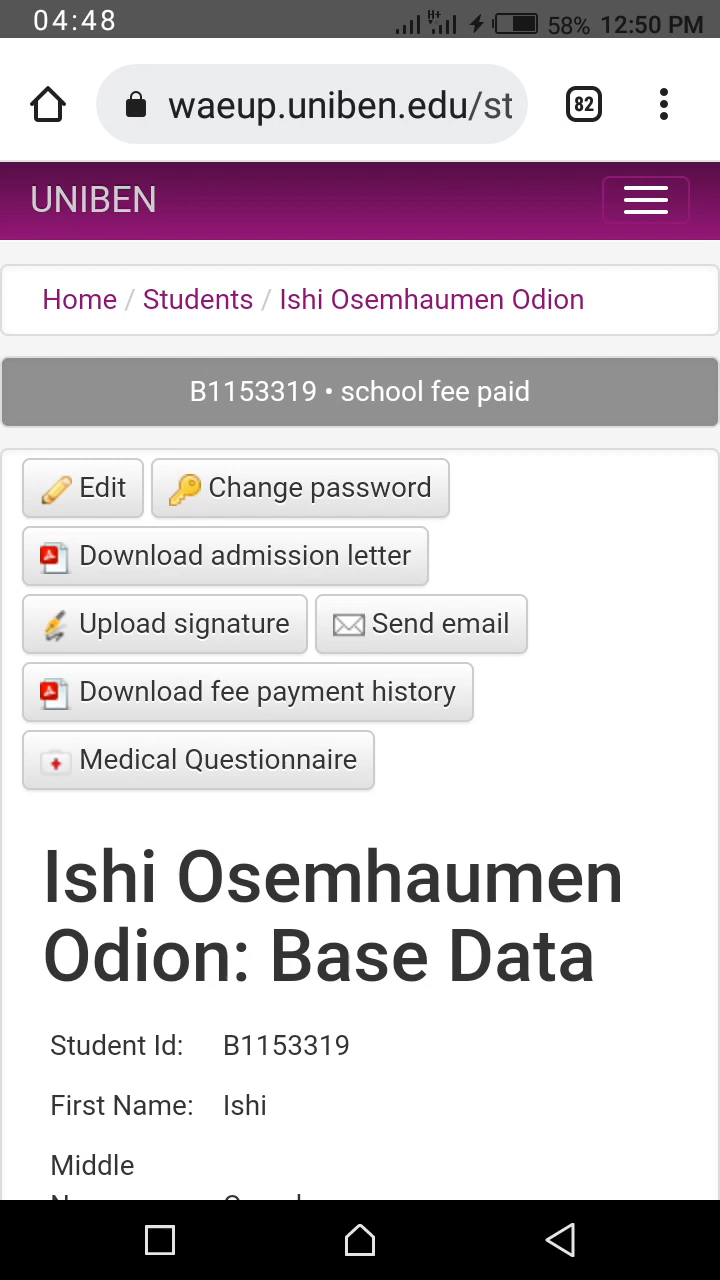 04:48
H+
58% 12:50 PM
waeup.uniben.edu/st
82
UNIBEN
Home / Students / Ishi Osemhaumen Odion
B1153319 • school fee paid
Edit
Change password
Download admission letter
Upload signature
Send email
Download fee payment history
Medical Questionnaire
Ishi Osemhaumen
Odion: Base Data
Student Id: B1153319
First Name: Ishi
Middle